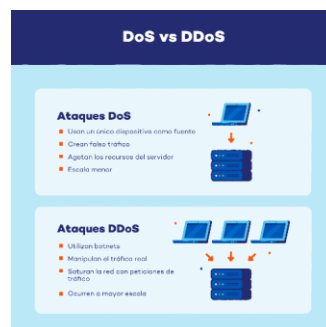 DoS vs DDoS
Ataques DoS
Usan un único dispositivo como fuente
Crean falso tráfico
Agotan los recursos del servidor
Escala menor
Ataques DDoS
Utilizan botnets
Manipulan el tráfico real
Saturan la red con peticiones de
tráfico
Ocurren a mayor escala